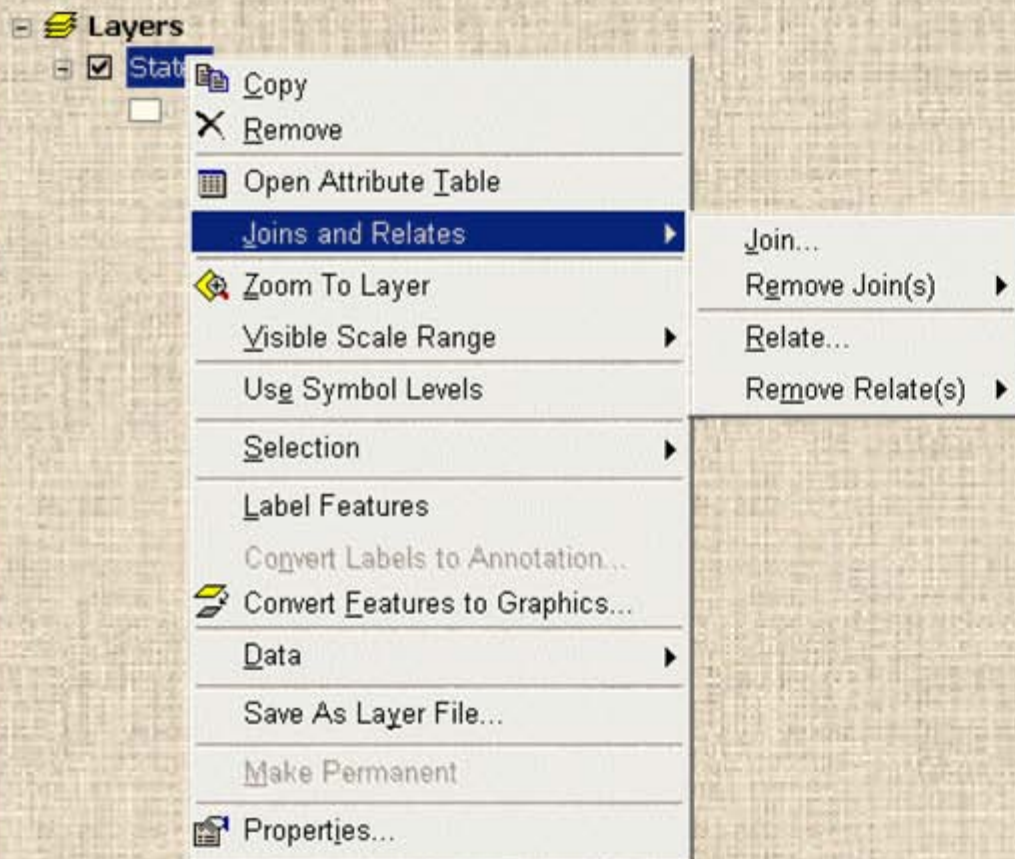 Layers
Copy
Remove
Open Attribute Table
Joins and Relates
Join...
Remove Join(s)
Relate...
Remove Relate(s)
Zoom To Layer
Visible Scale Range
Use Symbol Levels
Selection
Label Features
Convert Labels to Annotation...
Convert Features to Graphics...
Data
Save As Layer File...
Make Permanent
Properties...